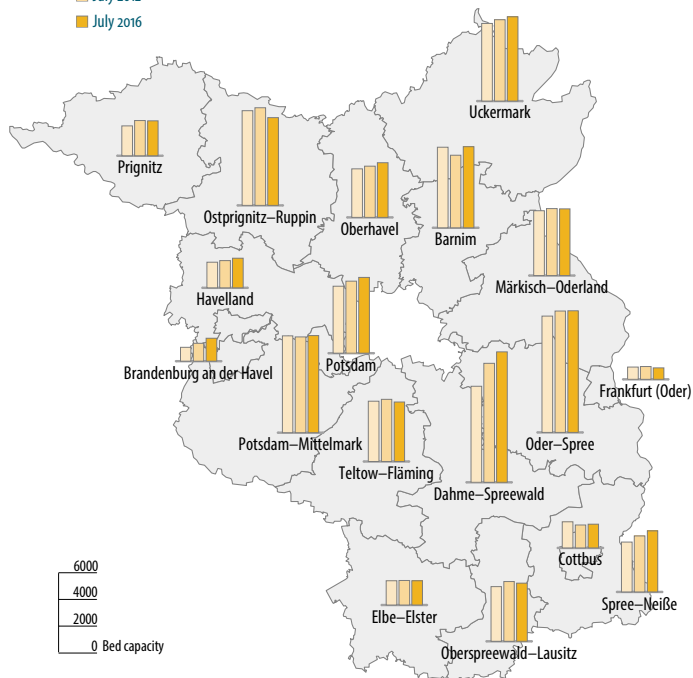 July 2012
July 2016
Uckermark
Prignitz
Ostprignitz–Ruppin
Oberhavel
Barnim
Havelland
Märkisch–Oderland
Potsdam
Brandenburg an der Havel
Frankfurt (Oder)
Potsdam–Mittelmark
Oder–Spree
Teltow–Fläming
Dahme–Spreewald
Cottbus
6000
4000
2000
0 Bed capacity
Spree–Neiße
Elbe–Elster
Oberspreewald–Lausitz